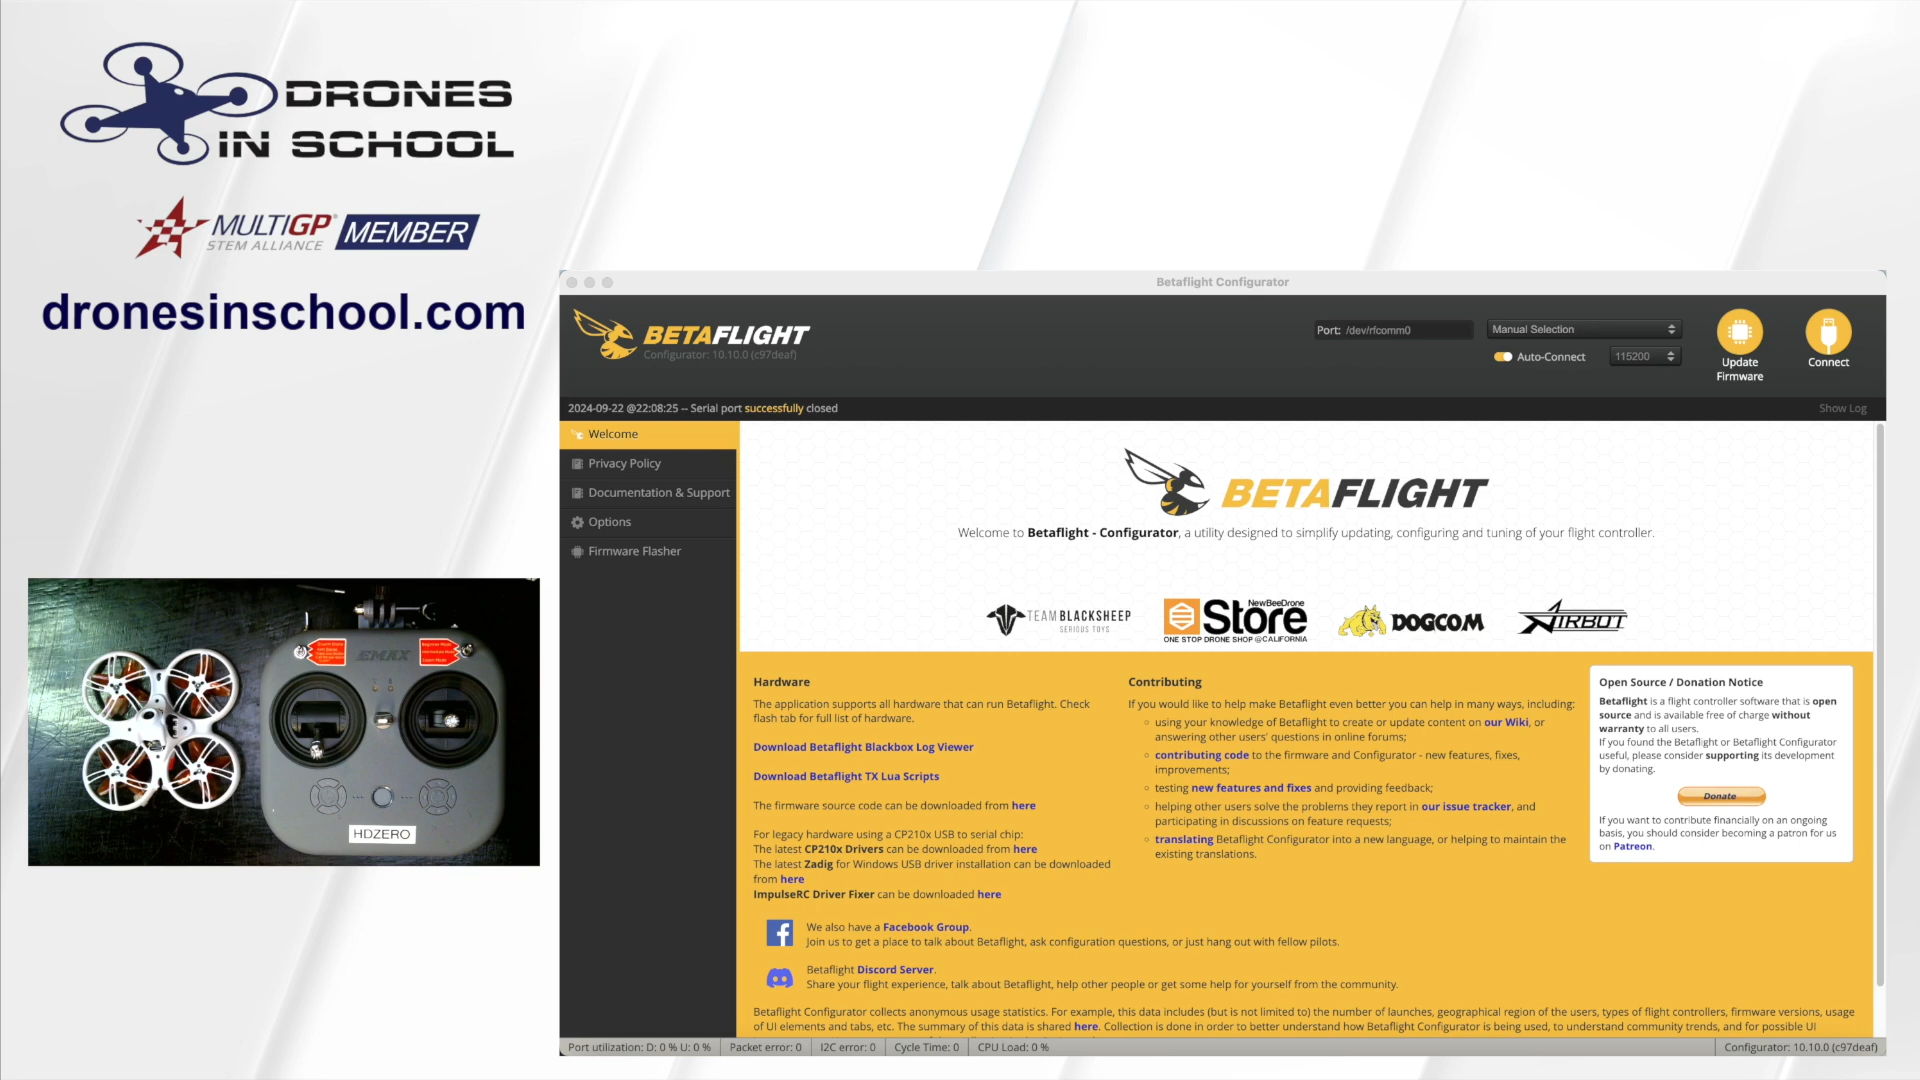 DRONES
IN SCHOOL
MULTIGP MEMBER
STEM ALLIANCE
dronesinschool.com
EMAX
HDZERO
Betaflight Configurator
BETAFLIGHT
Configurator: 10.10.0 (c97deaf)
Port: /dev/rfcomm0
Manual Selection
Auto-Connect
115200
Update
Firmware
Connect
2024-09-22 @22:08:25 -- Serial port successfully closed
Show Log
Welcome
Privacy Policy
Documentation & Support
Options
Firmware Flasher
BETAFLIGHT
Welcome to Betaflight - Configurator, a utility designed to simplify updating, configuring and tuning of your flight controller.
TEAMBLACKSHEEP
SERIOUS TOYS
NewBeeDrone
Store
ONE STOP DRONE SHOP @CALIFORNIA
DOGCOM
AIRBOT
Hardware
The application supports all hardware that can run Betaflight. Check
flash tab for full list of hardware.
Download Betaflight Blackbox Log Viewer
Download Betaflight TX Lua Scripts
The firmware source code can be downloaded from here
For legacy hardware using a CP210x USB to serial chip:
The latest CP210x Drivers can be downloaded from here
The latest Zadig for Windows USB driver installation can be downloaded
from here
ImpulseRC Driver Fixer can be downloaded here
Contributing
If you would like to help make Betaflight even better you can help in many ways, including:
using your knowledge of Betaflight to create or update content on our Wiki, or
answering other users' questions in online forums;
contributing code to the firmware and Configurator - new features, fixes,
improvements;
testing new features and fixes and providing feedback;
helping other users solve the problems they report in our issue tracker, and
participating in discussions on feature requests;
translating Betaflight Configurator into a new language, or helping to maintain the
existing translations.
Open Source / Donation Notice
Betaflight is a flight controller software that is open
source and is available free of charge without
warranty to all users.
If you found the Betaflight or Betaflight Configurator
useful, please consider supporting its development
by donating.
Donate
If you want to contribute financially on an ongoing
basis, you should consider becoming a patron for us
on Patreon.
We also have a Facebook Group.
Join us to get a place to talk about Betaflight, ask configuration questions, or just hang out with fellow pilots.
Betaflight Discord Server.
Share your flight experience, talk about Betaflight, help other people or get some help for yourself from the community.
Betaflight Configurator collects anonymous usage statistics. For example, this data includes (but is not limited to) the number of launches, geographical region of the users, types of flight controllers, firmware versions, usage
of UI elements and tabs, etc. The summary of this data is shared here. Collection is done in order to better understand how Betaflight Configurator is being used, to understand community trends, and for possible UI
Port utilization: D: 0 % U: 0 %
Packet error: 0
I2C error: 0
Cycle Time: 0
CPU Load: 0 %
Configurator: 10.10.0 (c97deaf)